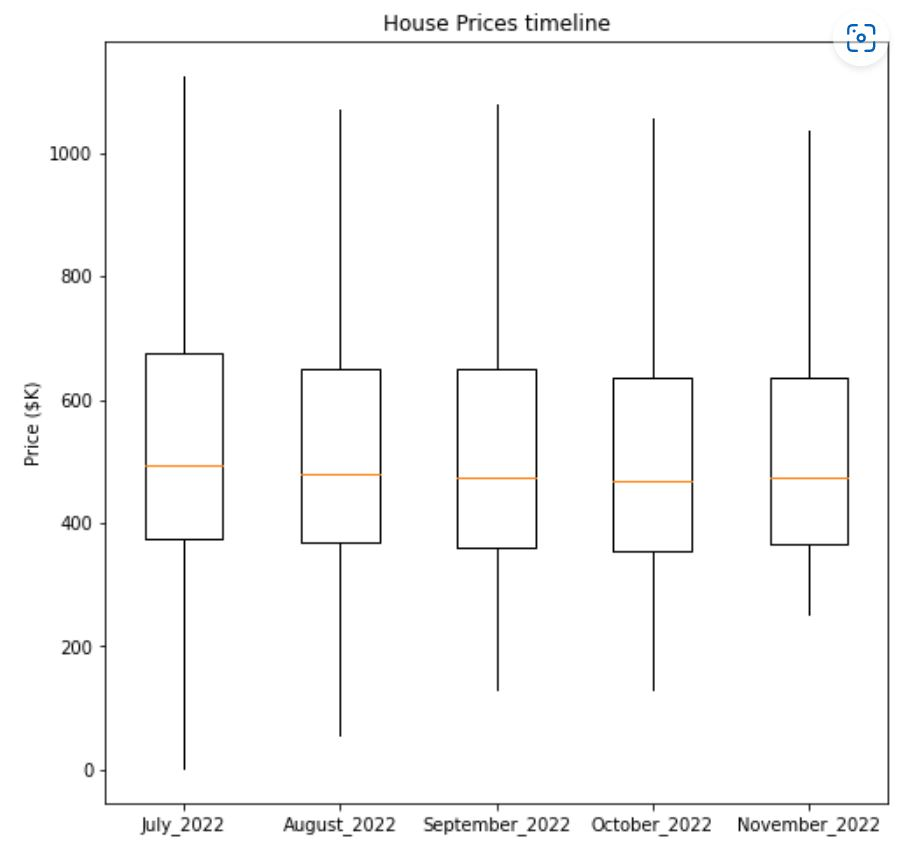 House Prices timeline
1000
800
600
400
200
0
Price ($K)
July_2022 August_2022 September_2022 October_2022 November_2022